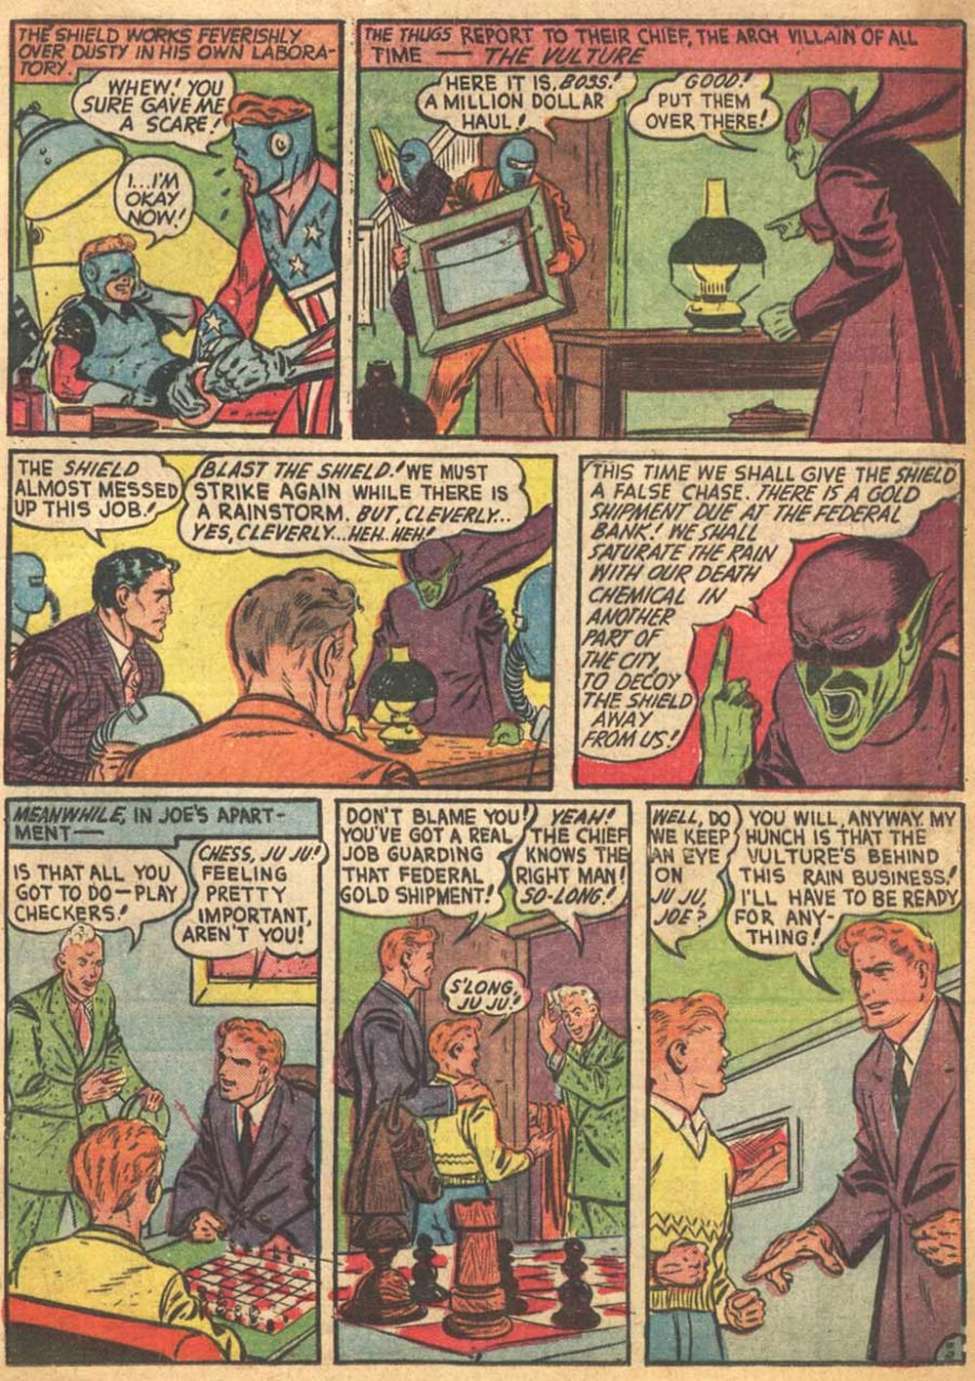 THE SHIELD WORKS FEVERISHLY
OVER DUSTY IN HIS OWN LABORA-
TORY.
WHEW! YOU
SURE GAVE ME
A SCARE!
I...I'M
OKAY
NOW!
THE THUGS REPORT TO THEIR CHIEF, THE ARCH VILLAIN OF ALL
TIME — THE VULTURE
HERE IT IS, BOSS!
A MILLION DOLLAR
HAUL!
GOOD!
PUT THEM
OVER THERE!
THE SHIELD
ALMOST MESSED
UP THIS JOB!
BLAST THE SHIELD! WE MUST
STRIKE AGAIN WHILE THERE IS
A RAINSTORM. BUT, CLEVERLY...
YES, CLEVERLY...HEH..HEH!
THIS TIME WE SHALL GIVE THE SHIELD
A FALSE CHASE. THERE IS A GOLD
SHIPMENT DUE AT THE FEDERAL
BANK! WE SHALL
SATURATE THE RAIN
WITH OUR DEATH
CHEMICAL IN
ANOTHER
PART OF
THE CITY,
TO DECOY
THE SHIELD
AWAY
FROM US!
MEANWHILE, IN JOE'S APART-
MENT—
IS THAT ALL YOU
GOT TO DO—PLAY
CHECKERS!
CHESS, JU JU!
FEELING
PRETTY
IMPORTANT,
AREN'T YOU!
DON'T BLAME YOU!
YOU'VE GOT A REAL
JOB GUARDING
THAT FEDERAL
GOLD SHIPMENT!
YEAH!
THE CHIEF
KNOWS THE
RIGHT MAN!
SO-LONG!
S'LONG,
JU JU!
WELL, DO
WE KEEP
AN EYE
ON
JU JU,
JOE?
YOU WILL, ANYWAY. MY
HUNCH IS THAT THE
VULTURE'S BEHIND
THIS RAIN BUSINESS!
I'LL HAVE TO BE READY
FOR ANY-
THING!